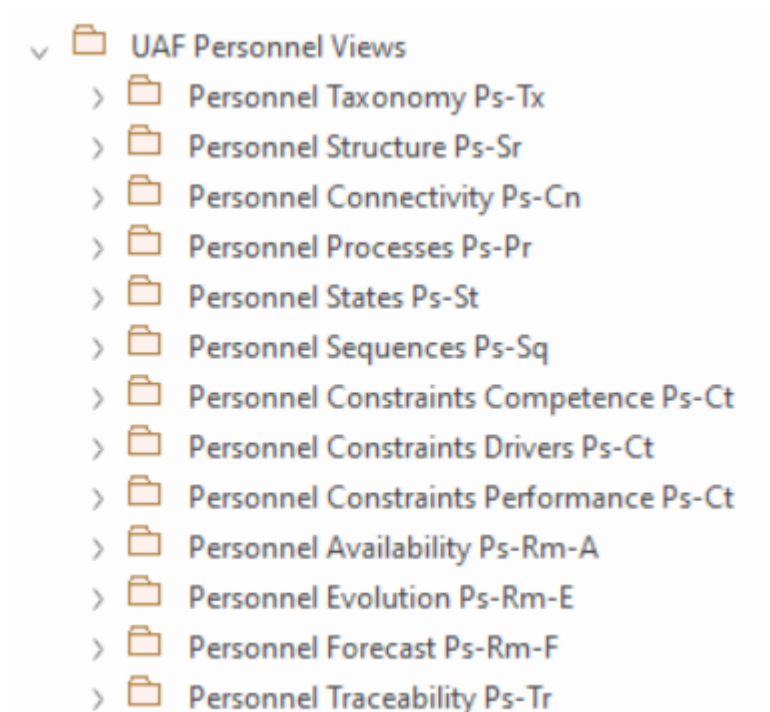 UAF Personnel Views
Personnel Taxonomy Ps-Tx
Personnel Structure Ps-Sr
Personnel Connectivity Ps-Cn
Personnel Processes Ps-Pr
Personnel States Ps-St
Personnel Sequences Ps-Sq
Personnel Constraints Competence Ps-Ct
Personnel Constraints Drivers Ps-Ct
Personnel Constraints Performance Ps-Ct
Personnel Availability Ps-Rm-A
Personnel Evolution Ps-Rm-E
Personnel Forecast Ps-Rm-F
Personnel Traceability Ps-Tr